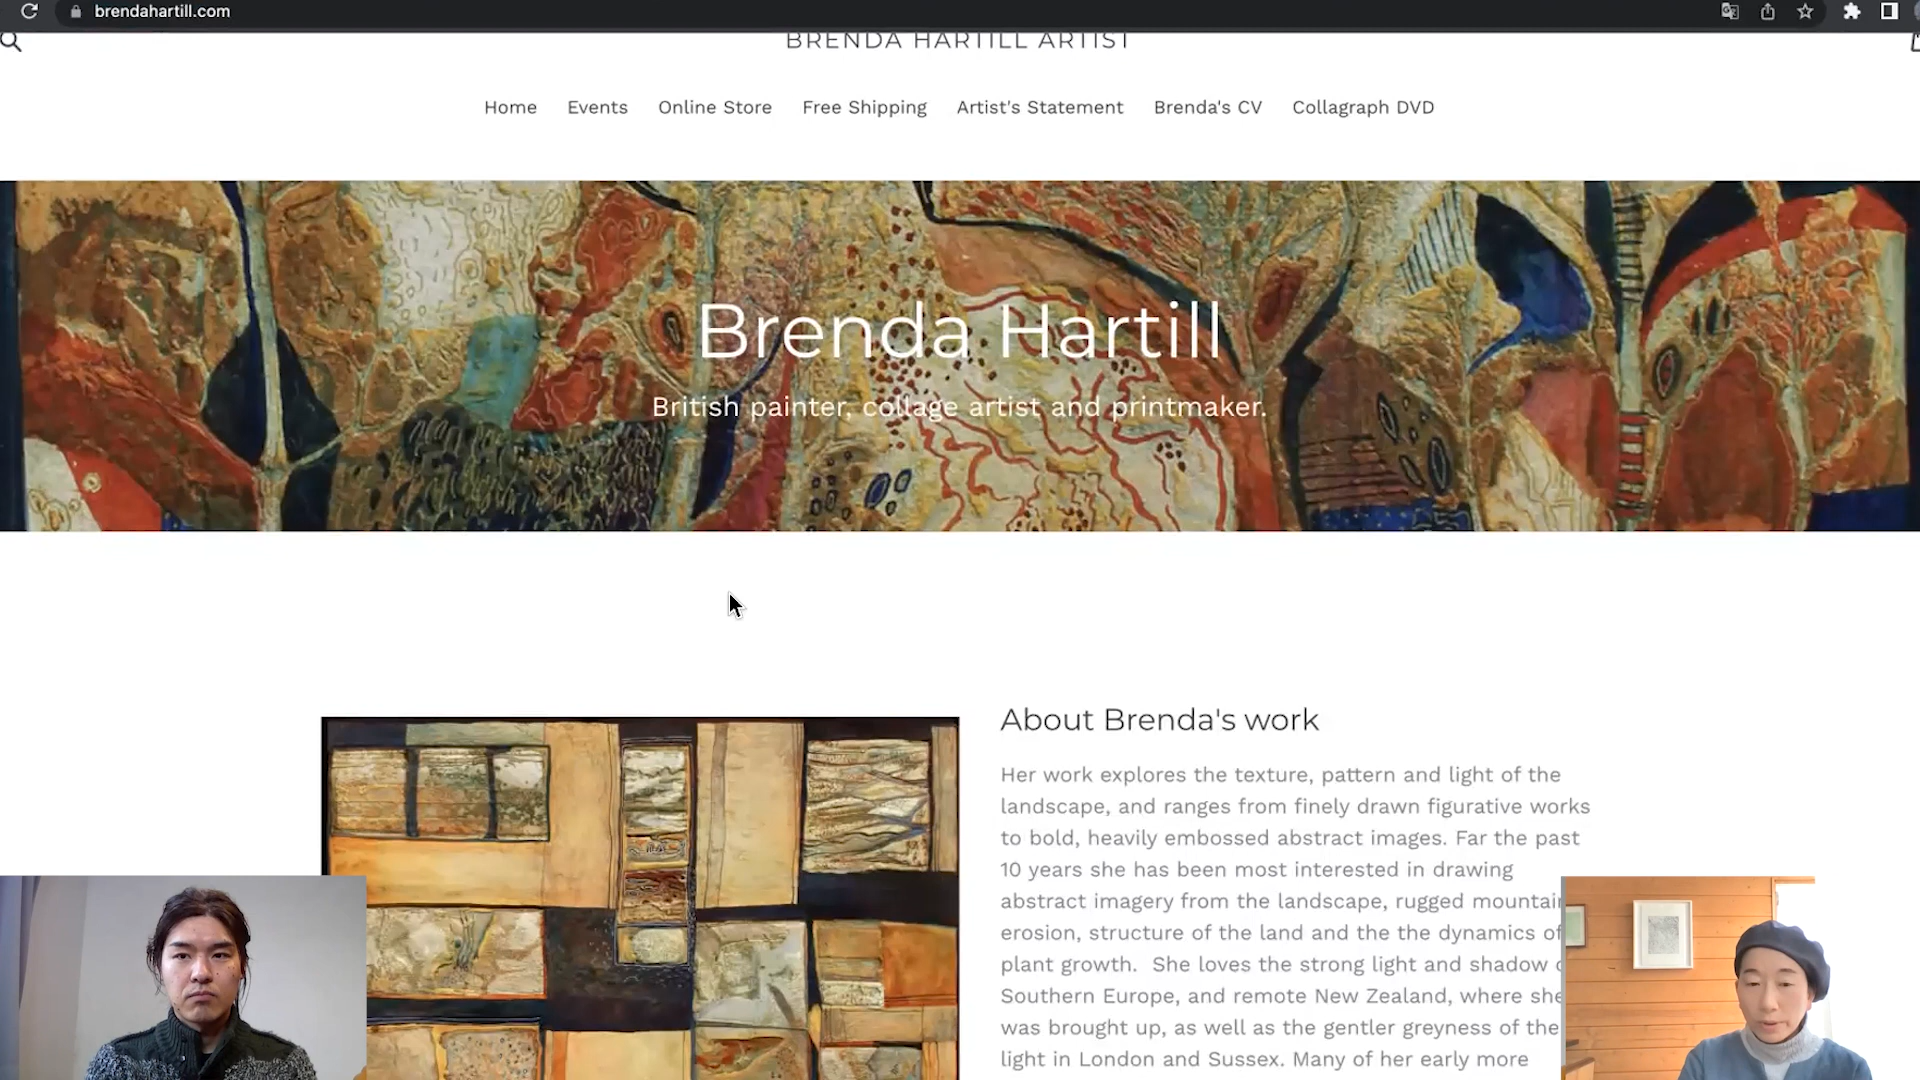 brendahartill.com
BRENDA HARTILL ARTIST
Home Events Online Store Free Shipping Artist's Statement Brenda's CV Collagraph DVD
Brenda Hartill
British painter, collage artist and printmaker.
About Brenda's work
Her work explores the texture, pattern and light of the
landscape, and ranges from finely drawn figurative works
to bold, heavily embossed abstract images. Far the past
10 years she has been most interested in drawing
abstract imagery from the landscape, rugged mountain
erosion, structure of the land and the the dynamics of
plant growth. She loves the strong light and shadow
Southern Europe, and remote New Zealand, where she
was brought up, as well as the gentler greyness of the
light in London and Sussex. Many of her early more